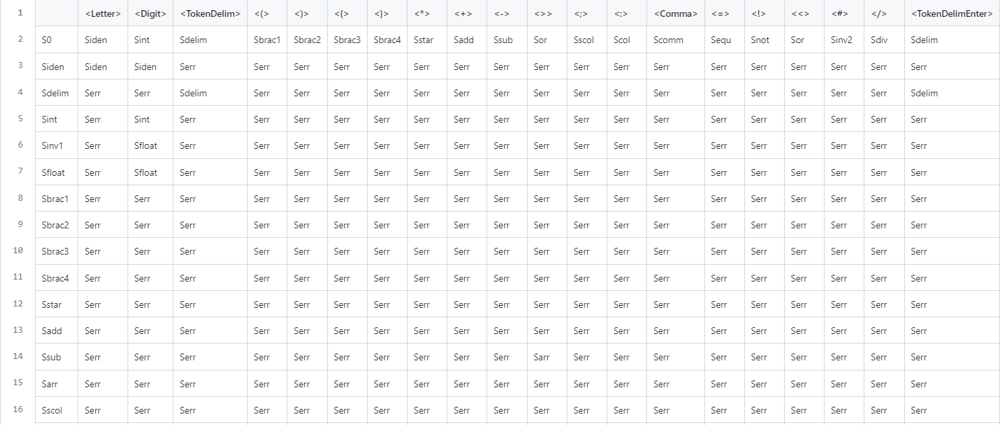 1 <Letter> <Digit> <TokenDelim> <(> <)> <{> <}> <*> <+> <-> <>> <;> <:> <Comma> <=> <!> <<> <#> </> <TokenDelimEnter>
2 S0 Siden Sint Sdelim Sbrac1 Sbrac2 Sbrac3 Sbrac4 Sstar Sadd Ssub Sor Sscol Scol Scomm Sequ Snot Sor Sinv2 Sdiv Sdelim
3 Siden Siden Siden Serr Serr Serr Serr Serr Serr Serr Serr Serr Serr Serr Serr Serr Serr Serr Serr Serr Serr
4 Sdelim Serr Serr Sdelim Serr Serr Serr Serr Serr Serr Serr Serr Serr Serr Serr Serr Serr Serr Serr Serr Sdelim
5 Sint Serr Sint Serr Serr Serr Serr Serr Serr Serr Serr Serr Serr Serr Serr Serr Serr Serr Serr Serr Serr
6 Sinv1 Serr Sfloat Serr Serr Serr Serr Serr Serr Serr Serr Serr Serr Serr Serr Serr Serr Serr Serr Serr Serr
7 Sfloat Serr Sfloat Serr Serr Serr Serr Serr Serr Serr Serr Serr Serr Serr Serr Serr Serr Serr Serr Serr Serr
8 Sbrac1 Serr Serr Serr Serr Serr Serr Serr Serr Serr Serr Serr Serr Serr Serr Serr Serr Serr Serr Serr Serr
9 Sbrac2 Serr Serr Serr Serr Serr Serr Serr Serr Serr Serr Serr Serr Serr Serr Serr Serr Serr Serr Serr Serr
10 Sbrac3 Serr Serr Serr Serr Serr Serr Serr Serr Serr Serr Serr Serr Serr Serr Serr Serr Serr Serr Serr Serr
11 Sbrac4 Serr Serr Serr Serr Serr Serr Serr Serr Serr Serr Serr Serr Serr Serr Serr Serr Serr Serr Serr Serr
12 Sstar Serr Serr Serr Serr Serr Serr Serr Serr Serr Serr Serr Serr Serr Serr Serr Serr Serr Serr Serr Serr
13 Sadd Serr Serr Serr Serr Serr Serr Serr Serr Serr Serr Serr Serr Serr Serr Serr Serr Serr Serr Serr Serr
14 Ssub Serr Serr Serr Serr Serr Serr Serr Serr Serr Serr Sarr Serr Serr Serr Serr Serr Serr Serr Serr Serr
15 Sarr Serr Serr Serr Serr Serr Serr Serr Serr Serr Serr Serr Serr Serr Serr Serr Serr Serr Serr Serr Serr
16 Sscol Serr Serr Serr Serr Serr Serr Serr Serr Serr Serr Serr Serr Serr Serr Serr Serr Serr Serr Serr Serr